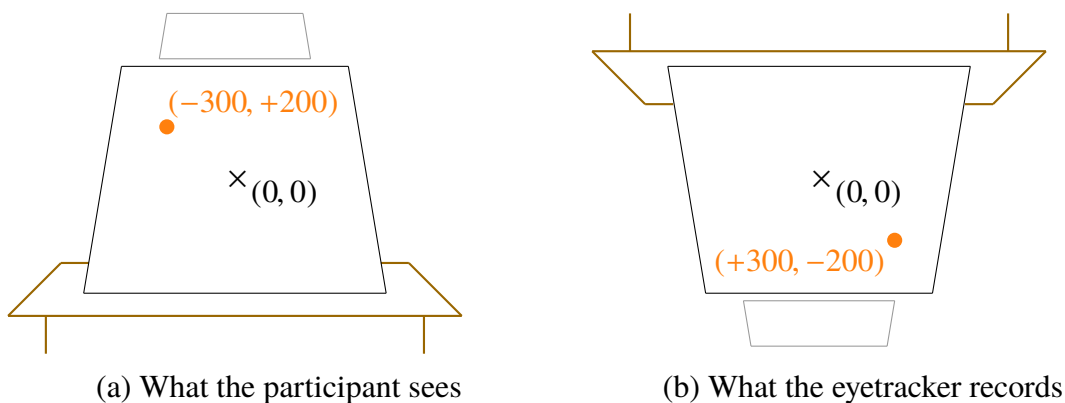 (−300, +200)
(0, 0)
(a) What the participant sees
(0, 0)
(+300, −200)
(b) What the eyetracker records